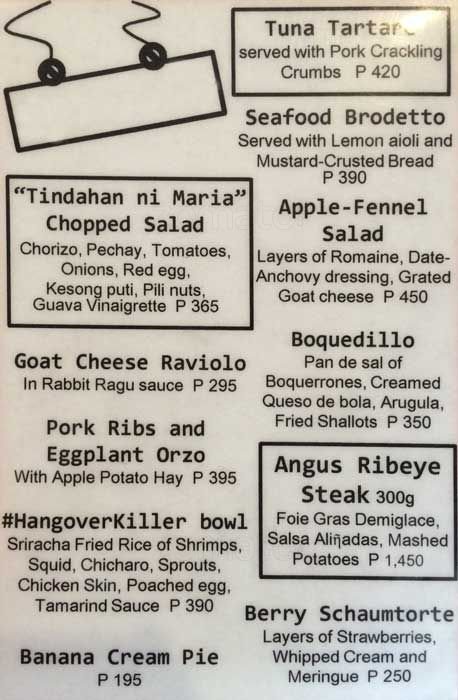 "Tindahan ni Maria"
Chopped Salad
Chorizo, Pechay, Tomatoes,
Onions, Red egg,
Kesong puti, Pili nuts,
Guava Vinaigrette P 365
Goat Cheese Raviolo
In Rabbit Ragu sauce P 295
Pork Ribs and
Eggplant Orzo
With Apple Potato Hay P 395
#HangoverKiller bowl
Sriracha Fried Rice of Shrimps,
Squid, Chicharo, Sprouts,
Chicken Skin, Poached egg,
Tamarind Sauce P 390
Banana Cream Pie
P 195
Tuna Tartare
served with Pork Crackling
Crumbs P 420
Seafood Brodetto
Served with Lemon aioli and
Mustard-Crusted Bread
P 390
Apple-Fennel
Salad
Layers of Romaine, Date-
Anchovy dressing, Grated
Goat cheese P 450
Boquedillo
Pan de sal of
Boquerrones, Creamed
Queso de bola, Arugula,
Fried Shallots P 350
Angus Ribeye
Steak 300g
Foie Gras Demiglace,
Salsa Aliῆadas, Mashed
Potatoes P 1,450
Berry Schaumtorte
Layers of Strawberries,
Whipped Cream and
Meringue P 250